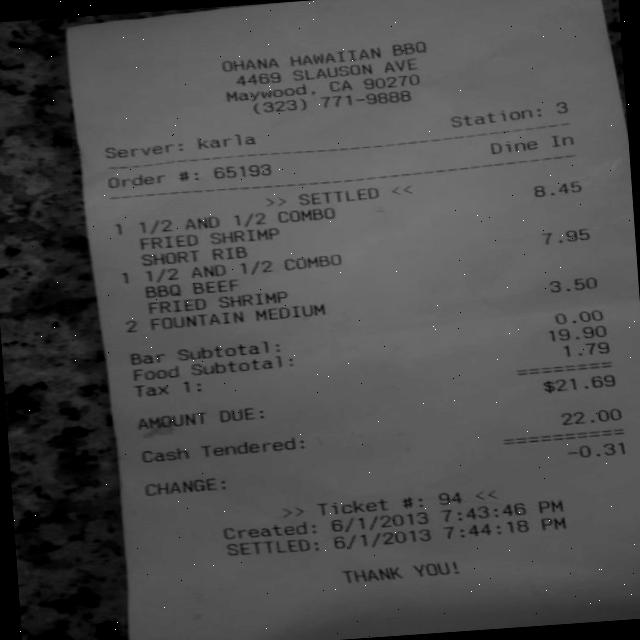 OHANA HAWAIIAN BBQ
4469 SLAUSON AVE
Maywood, CA 90270
(323) 771-9888
Server: karla Station: 3
Order #: 65193 Dine In
>> SETTLED <<
1 1/2 AND 1/2 COMBO 8.45
FRIED SHRIMP
SHORT RIB
1 1/2 AND 1/2 COMBO 7.95
BBQ BEEF
FRIED SHRIMP
2 FOUNTAIN MEDIUM 3.50
Bar Subtotal: 0.00
Food Subtotal: 19.90
Tax 1: 1.79
========
AMOUNT DUE: $21.69
Cash Tendered: 22.00
==========
CHANGE: -0.31
>> Ticket #: 94 <<
Created: 6/1/2013 7:43:46 PM
SETTLED: 6/1/2013 7:44:18 PM
THANK YOU!